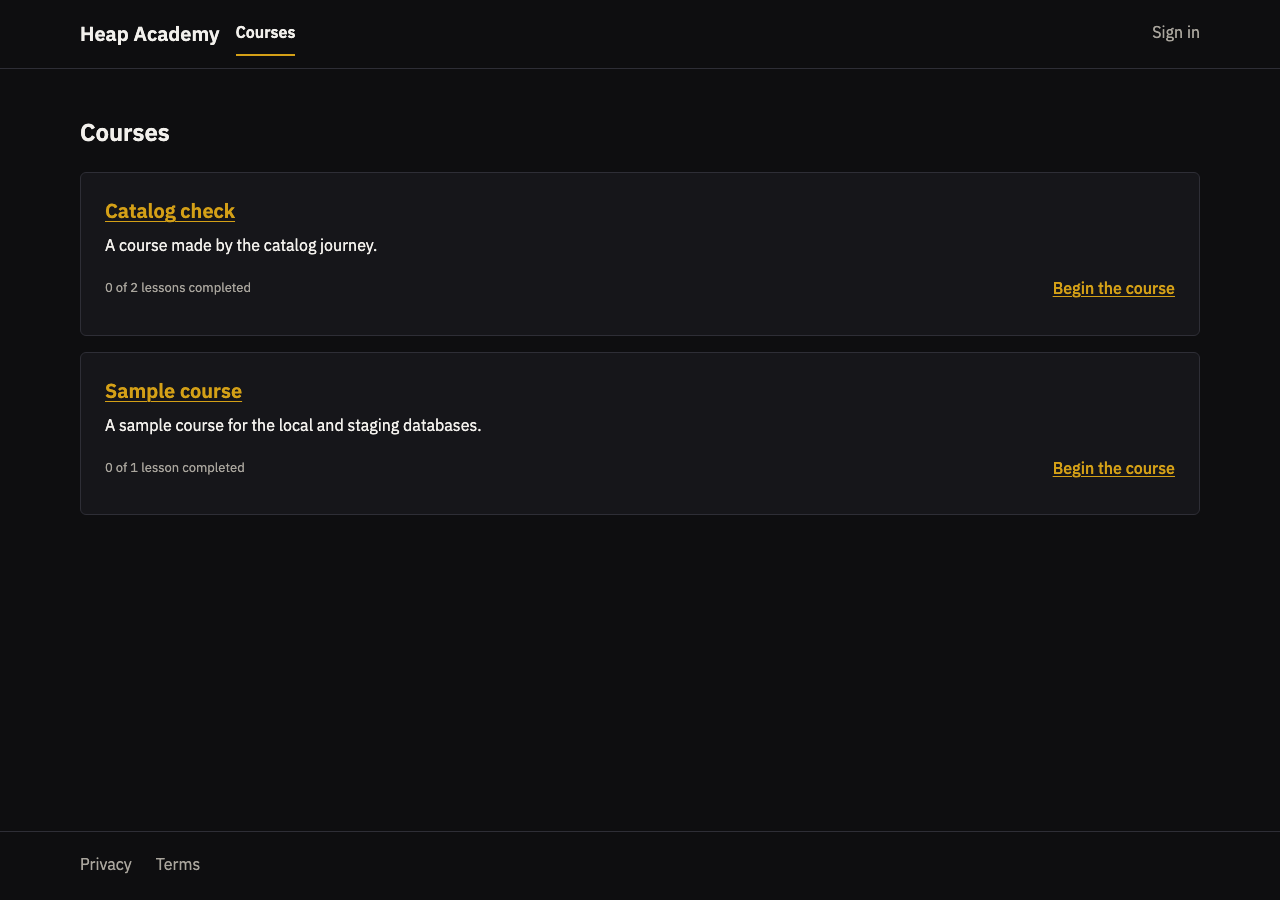 Heap Academy Courses Sign in
Courses
Catalog check
A course made by the catalog journey.
0 of 2 lessons completed Begin the course
Sample course
A sample course for the local and staging databases.
0 of 1 lesson completed Begin the course
Privacy Terms